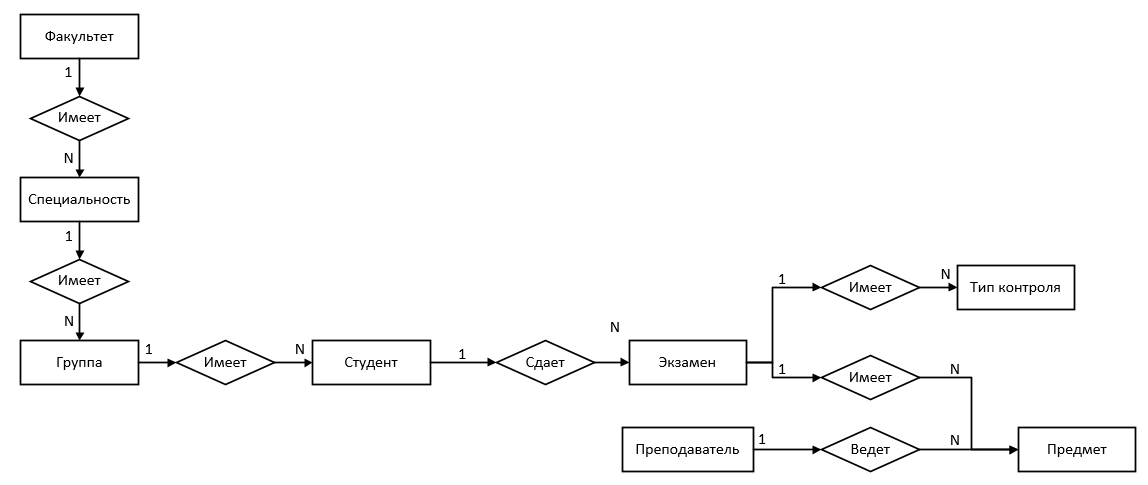 Факультет
1
Имеет
N
Специальность
1
Имеет
N
Группа
1
Имеет
N
Студент
1
Сдает
N
Экзамен
1
Имеет
N
Тип контроля
1
Имеет
N
Преподаватель
1
Ведет
N
Предмет